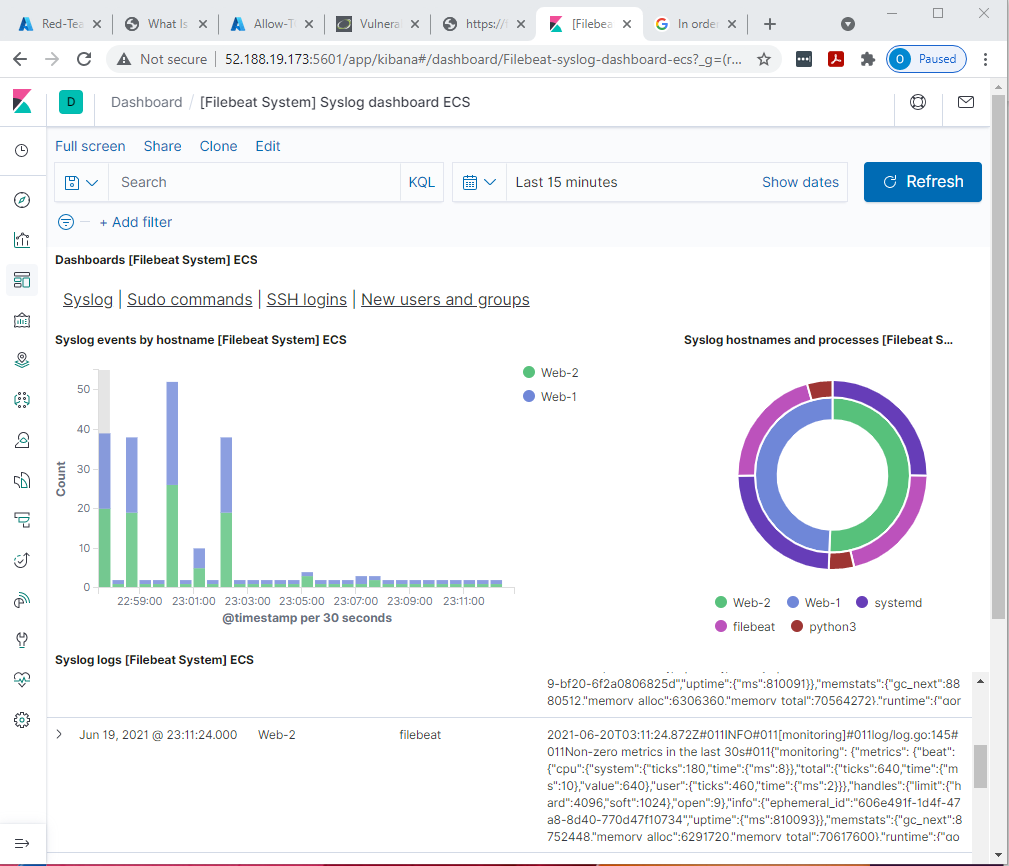 Red-Tea
What Is
Allow-T
Vulnera
https://
[Filebea
In order
Not secure
52.188.19.173:5601/app/kibana#/dashboard/Filebeat-syslog-dashboard-ecs?_g=(r...
O Paused
D Dashboard / [Filebeat System] Syslog dashboard ECS
Full screen Share Clone Edit
Search KQL Last 15 minutes Show dates Refresh
+ Add filter
Dashboards [Filebeat System] ECS
Syslog | Sudo commands | SSH logins | New users and groups
Syslog events by hostname [Filebeat System] ECS
Web-2
Web-1
50
40
30
20
10
0
Count
22:59:00 23:01:00 23:03:00 23:05:00 23:07:00 23:09:00 23:11:00
@timestamp per 30 seconds
Syslog hostnames and processes [Filebeat S...
Web-2 Web-1 systemd
filebeat python3
Syslog logs [Filebeat System] ECS
9-bf20-6f2a0806825d","uptime":{"ms":810091}},"memstats":{"gc_next":88
80512,"memory_alloc":6306360,"memory_total":70564272},"runtime":{"gor
Jun 19, 2021 @ 23:11:24.000 Web-2 filebeat
2021-06-20T03:11:24.872Z#011INFO#011[monitoring]#011log/log.go:145#
011Non-zero metrics in the last 30s#011{"monitoring": {"metrics": {"beat":
{"cpu":{"system":{"ticks":180,"time":{"ms":8}},"total":{"ticks":640,"time":{"m
s":10},"value":640},"user":{"ticks":460,"time":{"ms":2}}},"handles":{"limit":{"h
ard":4096,"soft":1024},"open":9},"info":{"ephemeral_id":"606e491f-1d4f-47
a8-8d40-770d47f10734","uptime":{"ms":810093}},"memstats":{"gc_next":8
752448,"memory_alloc":6291720,"memory_total":70617600},"runtime":{"go